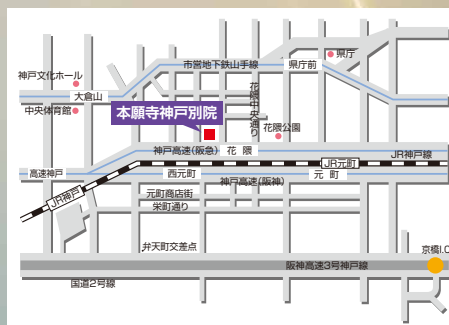 県庁
市営地下鉄山手線
県庁前
神戸文化ホール
大倉山
花隈中央通り
中央体育館
本願寺神戸別院
花隈公園
神戸高速(阪急)
花 隈
JR神戸線
JR元町
高速神戸
西元町
元 町
神戸高速(阪神)
JR神戸
元町商店街
栄町通り
弁天町交差点
京橋I.C
阪神高速3号神戸線
国道2号線